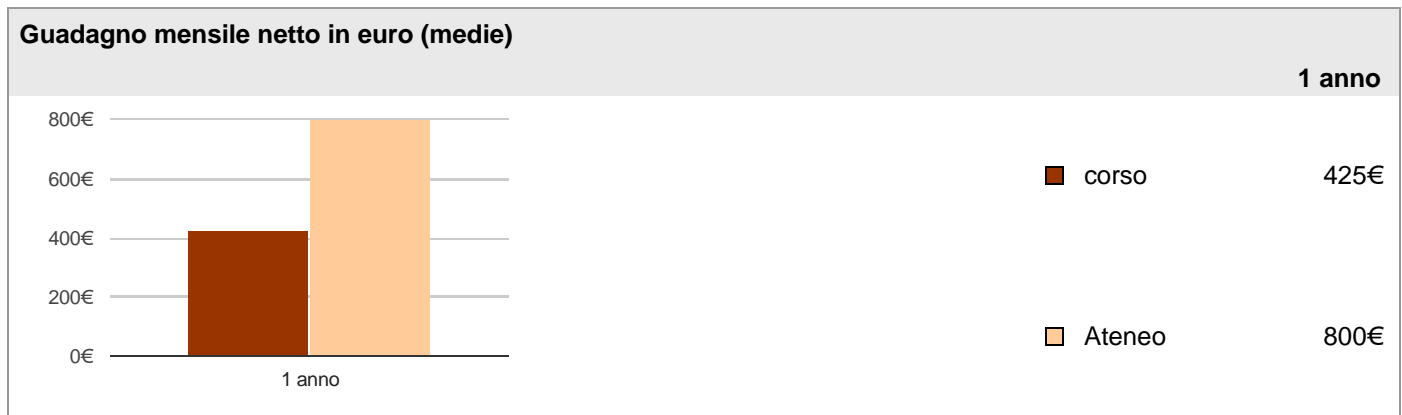 Guadagno mensile netto in euro (medie)
1 anno
800€
600€
400€
200€
0€
1 anno
corso 425€
Ateneo 800€